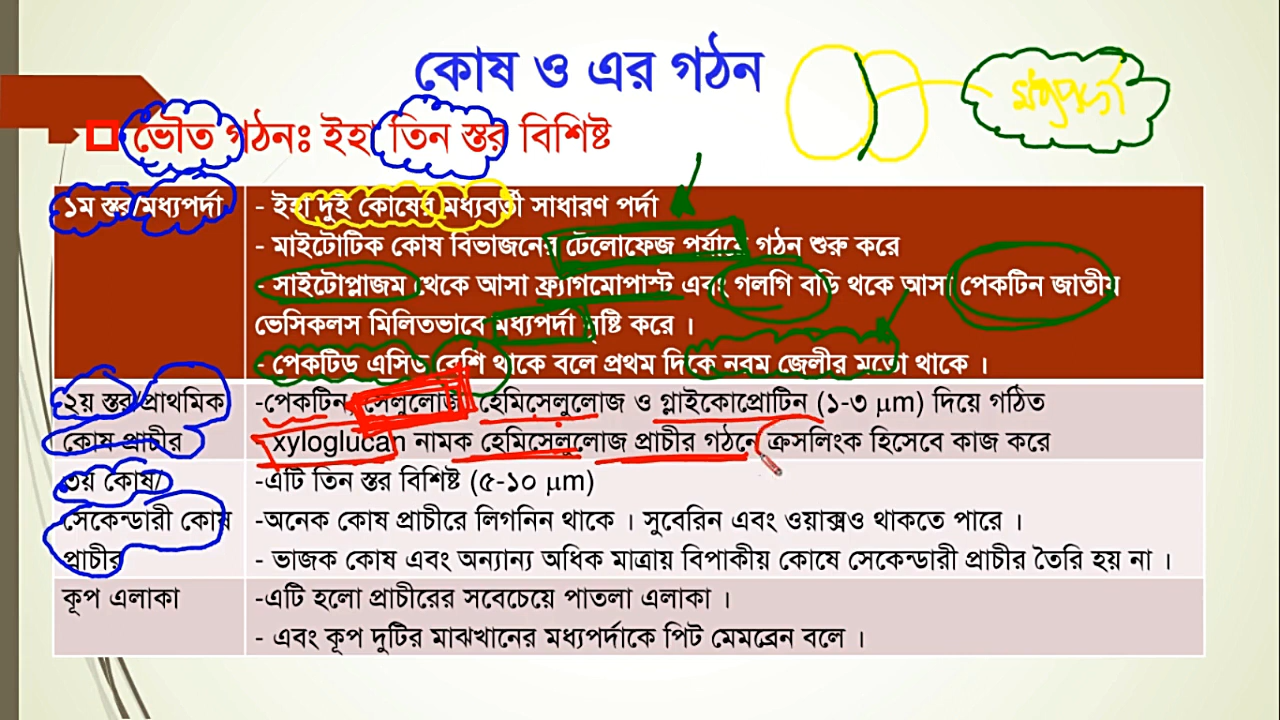 কোষ ও এর গঠন
মধ্যপর্দা
ভৌত গঠনঃ ইহা তিন স্তর বিশিষ্ট
১ম স্তর/মধ্যপর্দা
- ইহা দুই কোষের মধ্যবর্তী সাধারণ পর্দা
- মাইটোটিক কোষ বিভাজনের টেলোফেজ পর্যায়ে গঠন শুরু করে
- সাইটোপ্লাজম থেকে আসা ফ্র্যাগমোপাস্ট এবং গলগি বডি থকে আসা পেকটিন জাতীয়
ভেসিকলস মিলিতভাবে মধ্যপর্দা সৃষ্টি করে ।
- পেকটিড এসিড বেশি থাকে বলে প্রথম দিকে নরম জেলীর মতো থাকে ।
২য় স্তর/প্রাথমিক
কোষ প্রাচীর
-পেকটিন, সেলুলোজ, হেমিসেলুলোজ ও গ্লাইকোপ্রোটিন (১-৩ μm) দিয়ে গঠিত
xyloglucan নামক হেমিসেলুলোজ প্রাচীর গঠনে ক্রসলিংক হিসেবে কাজ করে
৩য় কোষ/
সেকেন্ডারী কোষ
প্রাচীর
-এটি তিন স্তর বিশিষ্ট (৫-১০ μm)
-অনেক কোষ প্রাচীরে লিগনিন থাকে । সুবেরিন এবং ওয়াক্সও থাকতে পারে ।
- ভাজক কোষ এবং অন্যান্য অধিক মাত্রায় বিপাকীয় কোষে সেকেন্ডারী প্রাচীর তৈরি হয় না ।
কূপ এলাকা
-এটি হলো প্রাচীরের সবেচেয়ে পাতলা এলাকা ।
- এবং কূপ দুটির মাঝখানের মধ্যপর্দাকে পিট মেমব্রেন বলে ।